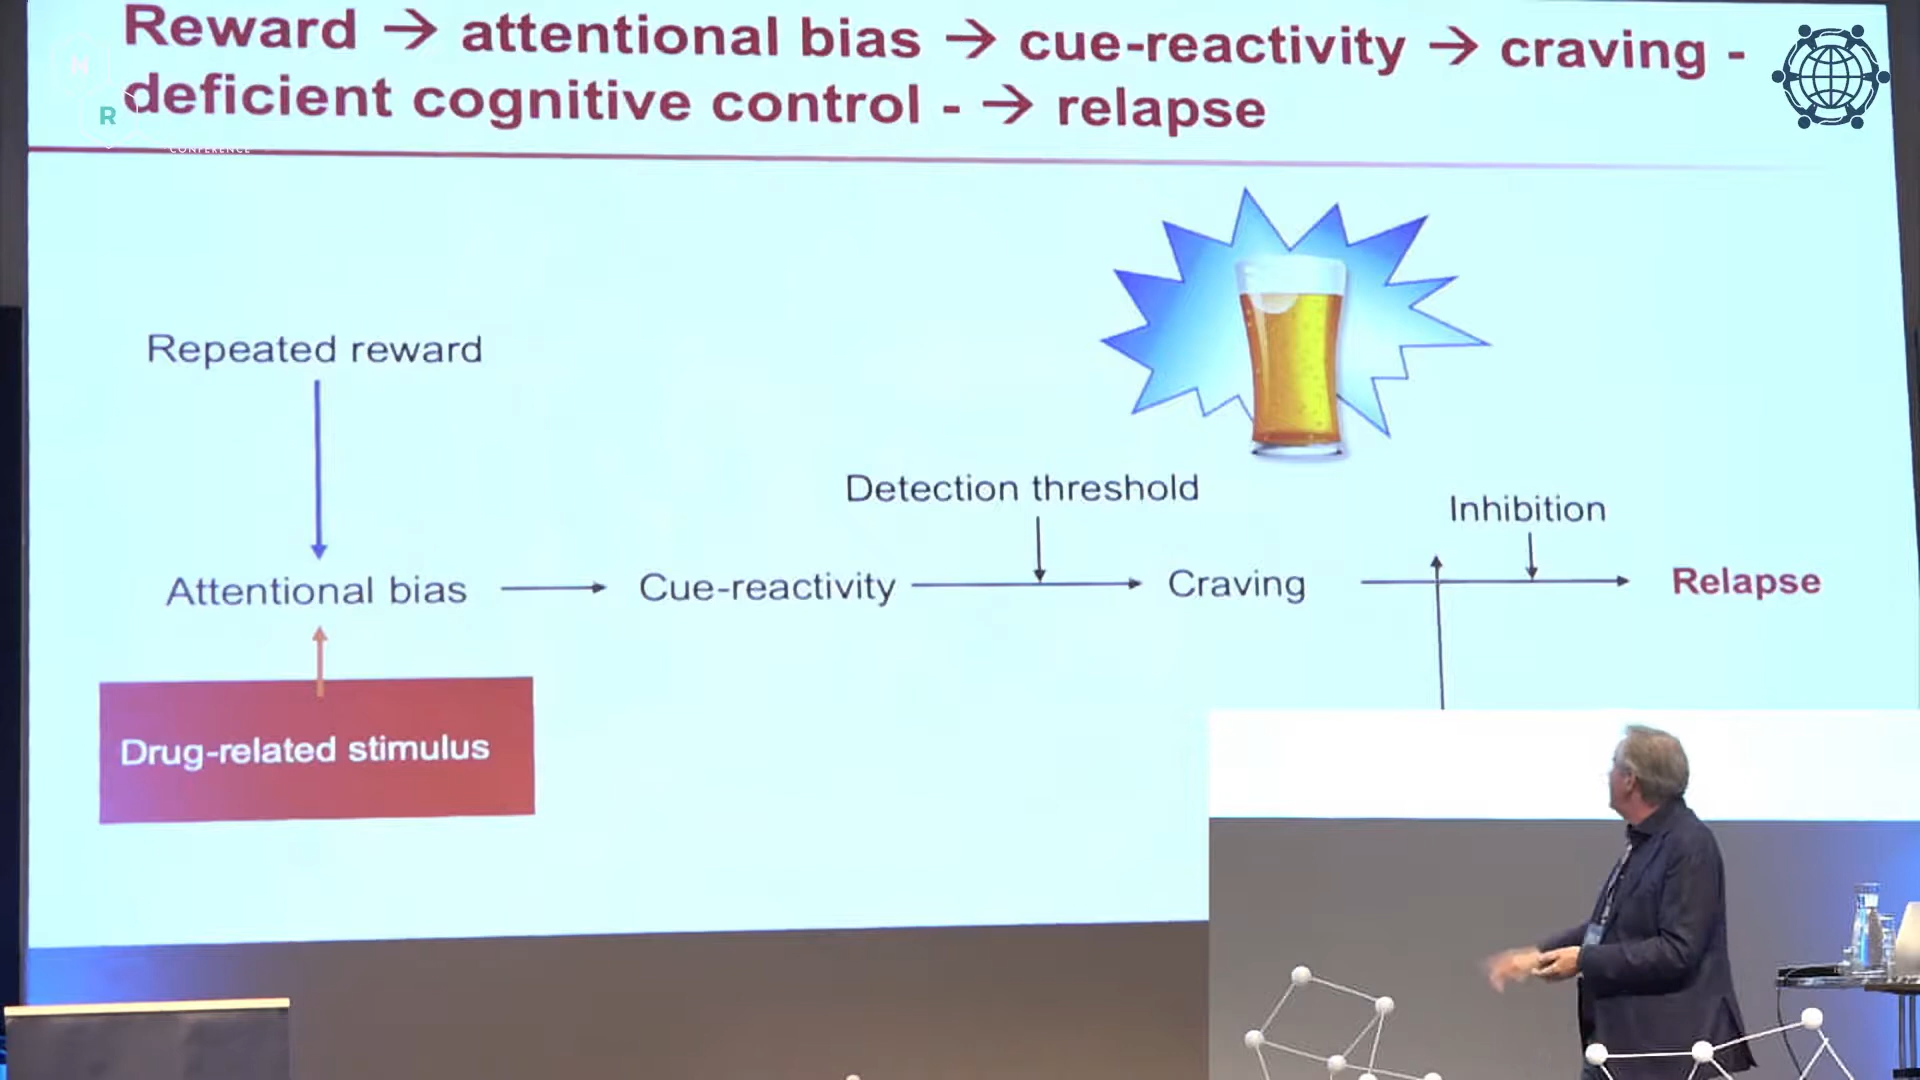 Reward → attentional bias → cue-reactivity → craving -
deficient cognitive control - → relapse
H
R
CONFERENCE
Repeated reward
Detection threshold
Inhibition
Attentional bias
Cue-reactivity
Craving
Relapse
Drug-related stimulus